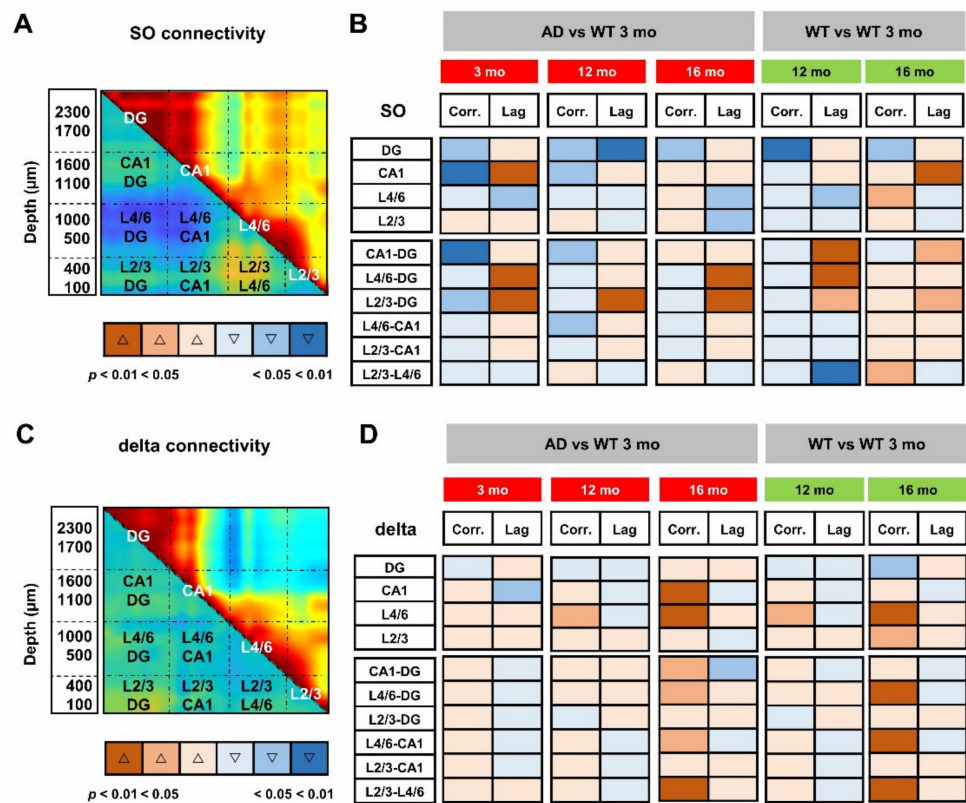 A
SO connectivity
Depth (µm)
2300
1700
1600
1100
1000
500
400
100
DG
CA1
DG
CA1
L4/6
DG
L4/6
CA1
L4/6
L2/3
DG
L2/3
CA1
L2/3
L4/6
L2/3
△ △ △ ▽ ▽ ▽
p < 0.01 < 0.05 < 0.05 < 0.01
B
AD vs WT 3 mo WT vs WT 3 mo
3 mo 12 mo 16 mo 12 mo 16 mo
SO Corr. Lag Corr. Lag Corr. Lag Corr. Lag Corr. Lag
DG
CA1
L4/6
L2/3
CA1-DG
L4/6-DG
L2/3-DG
L4/6-CA1
L2/3-CA1
L2/3-L4/6
C
delta connectivity
Depth (µm)
2300
1700
1600
1100
1000
500
400
100
DG
CA1
DG
CA1
L4/6
DG
L4/6
CA1
L4/6
L2/3
DG
L2/3
CA1
L2/3
L4/6
L2/3
△ △ △ ▽ ▽ ▽
p < 0.01 < 0.05 < 0.05 < 0.01
D
AD vs WT 3 mo WT vs WT 3 mo
3 mo 12 mo 16 mo 12 mo 16 mo
delta Corr. Lag Corr. Lag Corr. Lag Corr. Lag Corr. Lag
DG
CA1
L4/6
L2/3
CA1-DG
L4/6-DG
L2/3-DG
L4/6-CA1
L2/3-CA1
L2/3-L4/6